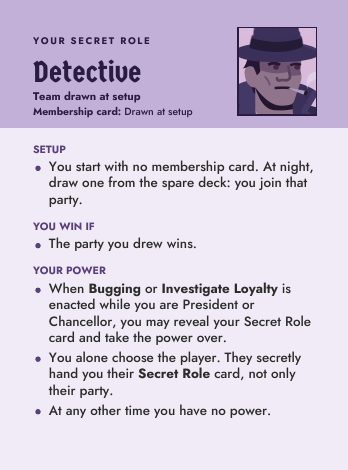 YOUR SECRET ROLE
Detective
Team drawn at setup
Membership card: Drawn at setup
SETUP
• You start with no membership card. At night,
draw one from the spare deck: you join that
party.
YOU WIN IF
• The party you drew wins.
YOUR POWER
• When Bugging or Investigate Loyalty is
enacted while you are President or
Chancellor, you may reveal your Secret Role
card and take the power over.
• You alone choose the player. They secretly
hand you their Secret Role card, not only
their party.
• At any other time you have no power.